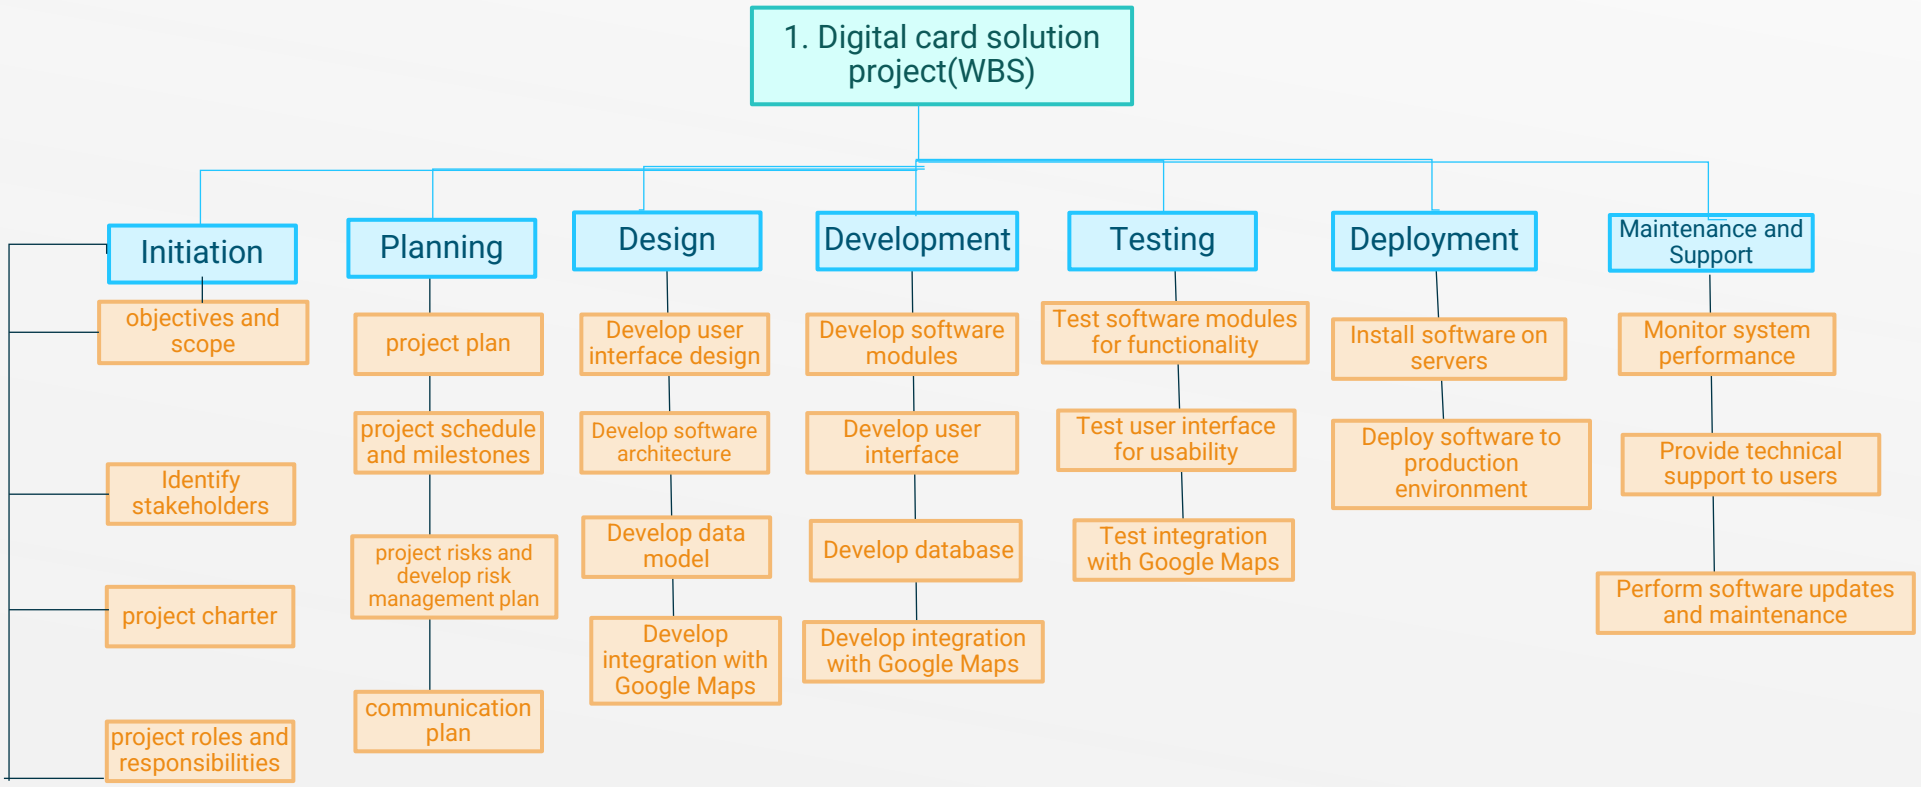 1. Digital card solution
project(WBS)
Initiation
objectives and
scope
Identify
stakeholders
project charter
project roles and
responsibilities
Planning
project plan
project schedule
and milestones
project risks and
develop risk
management plan
communication
plan
Design
Develop user
interface design
Develop software
architecture
Develop data
model
Develop
integration with
Google Maps
Development
Develop software
modules
Develop user
interface
Develop database
Develop integration
with Google Maps
Testing
Test software modules
for functionality
Test user interface
for usability
Test integration
with Google Maps
Deployment
Install software on
servers
Deploy software to
production
environment
Maintenance and
Support
Monitor system
performance
Provide technical
support to users
Perform software updates
and maintenance